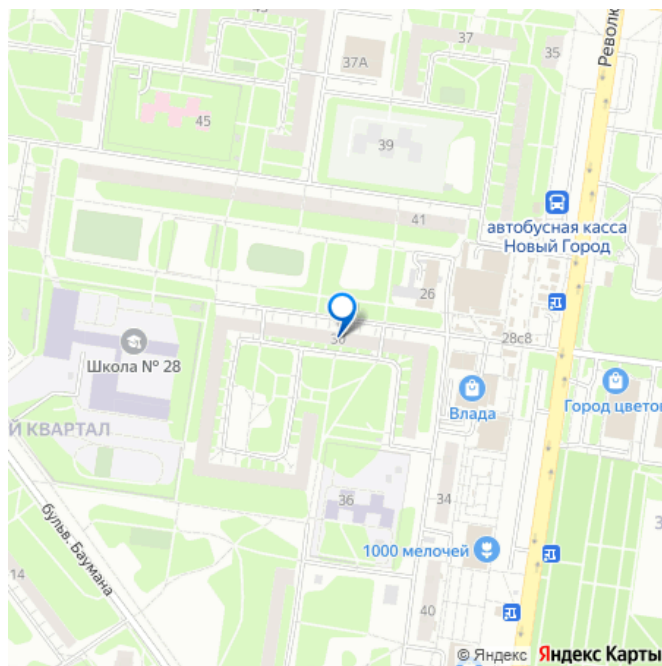 37
35
37А
Револю
45
39
41
автобусная касса
Новый Город
26
30
28с8
Школа № 28
Влада
Город цветов
Й КВАРТАЛ
36
34
бульв. Баумана
1000 мелочей
14
40
© Яндекс Яндекс Карты